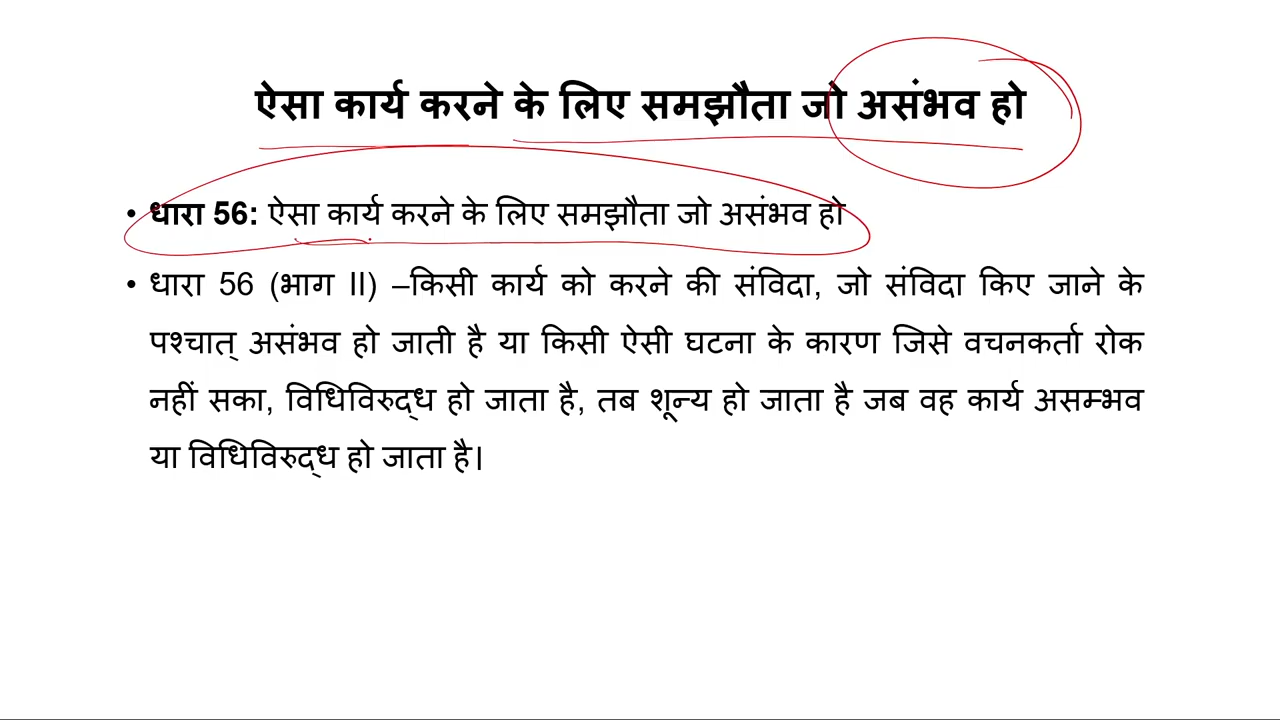 ऐसा कार्य करने के लिए समझौता जो असंभव हो
• धारा 56: ऐसा कार्य करने के लिए समझौता जो असंभव हो
• धारा 56 (भाग II) –किसी कार्य को करने की संविदा, जो संविदा किए जाने के
पश्चात् असंभव हो जाती है या किसी ऐसी घटना के कारण जिसे वचनकर्ता रोक
नहीं सका, विधिविरुद्ध हो जाता है, तब शून्य हो जाता है जब वह कार्य असम्भव
या विधिविरुद्ध हो जाता है।